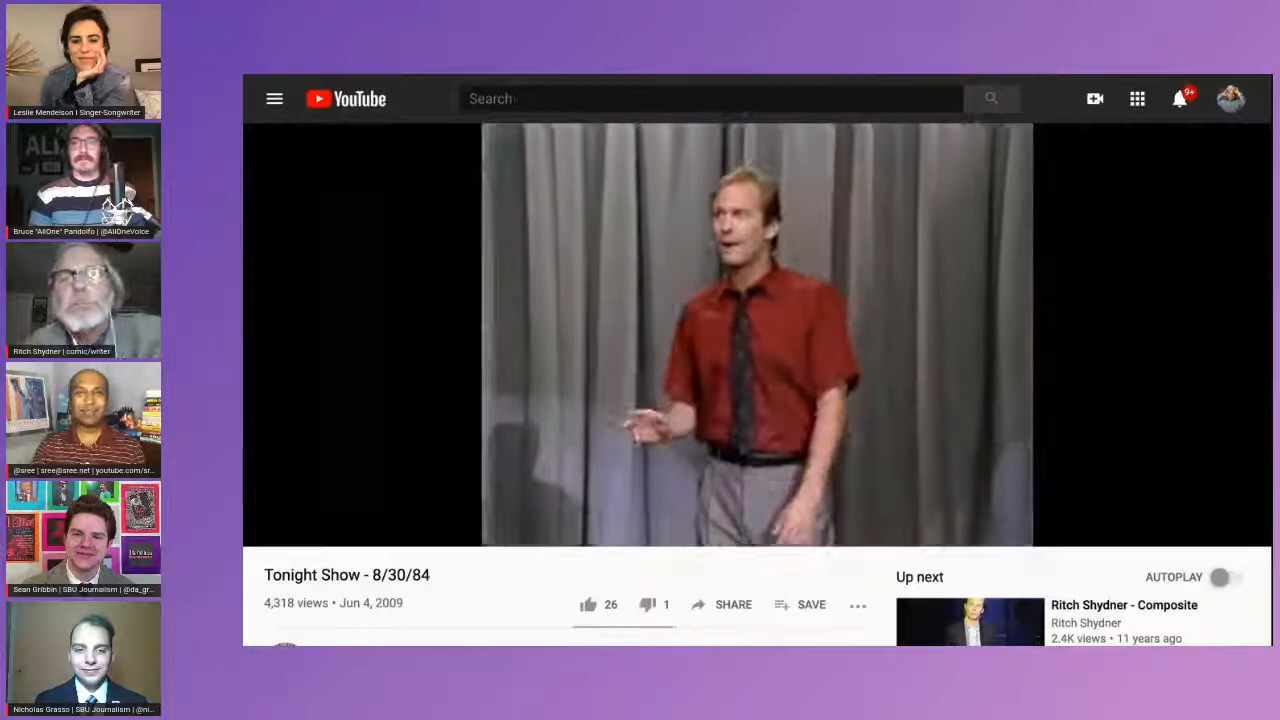 Leslie Mendelson I Singer-Songwriter
Bruce "AllOne" Pandolfo | @AllOneVoice
Ritch Shydner | comic/writer
@sree | sree@sree.net | youtube.com/sr...
Sean Gribbin | SBU Journalism | @da_gr...
Nicholas Grasso | SBU Journalism | @ni...
YouTube
Search
9+
Tonight Show - 8/30/84
4,318 views • Jun 4, 2009
26
1
SHARE
SAVE
Up next
AUTOPLAY
Ritch Shydner - Composite
Ritch Shydner
2.4K views • 11 years ago